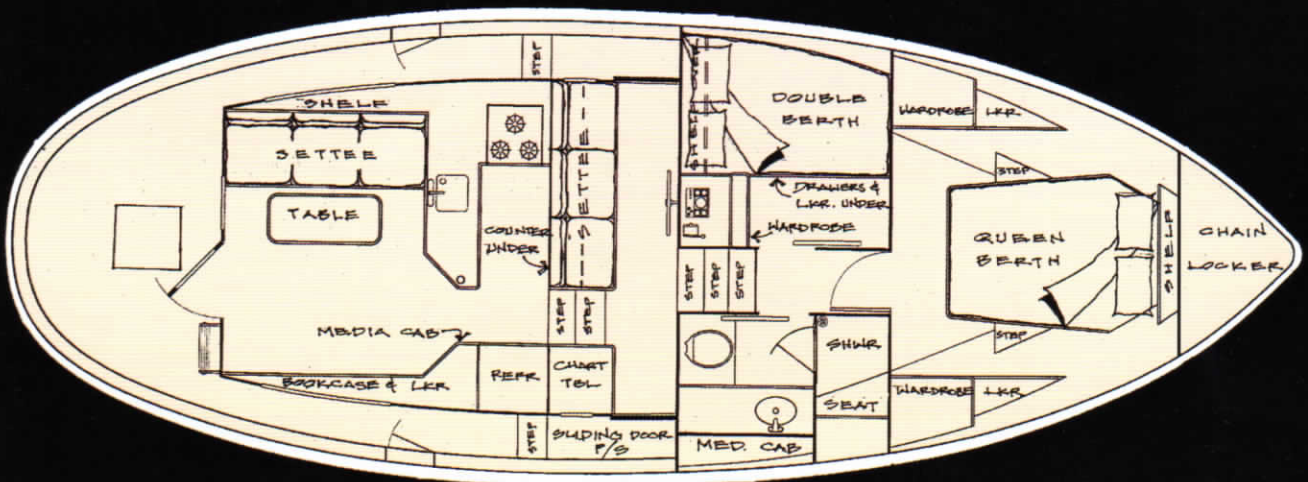 STEP
SHELF
SETTEE
TABLE
COUNTER
UNDER
SETTEE
SHELF OVER
DOUBLE
BERTH
DRAWERS &
LKR. UNDER
WARDROBE
WARDROBE
LKR.
STEP
QUEEN
BERTH
SHELF
CHAIN
LOCKER
STEP
STEP
STEP
STEP
STEP
STEP
MEDIA CAB
BOOKCASE & LKR
REFR
CHART
TBL
STEP
SLIDING DOOR
P/S
SHWR
SEAT
MED. CAB
WARDROBE
LKR.